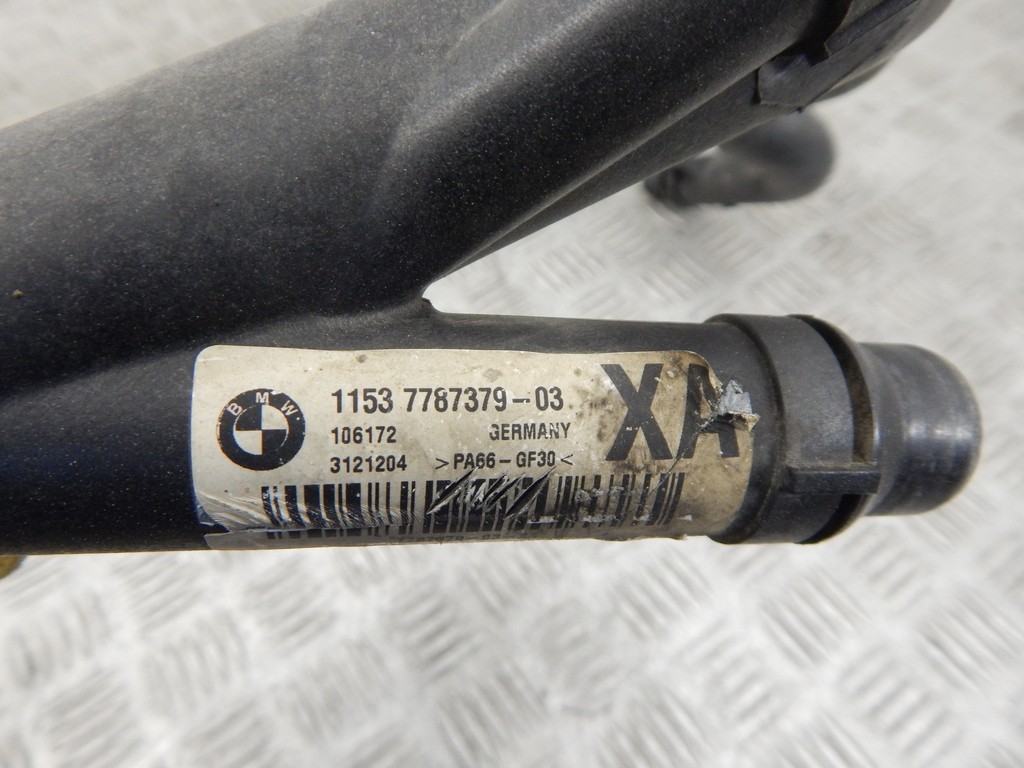 BMW
1153 7787379-03
106172 GERMANY
3121204 >PA66-GF30<
XA